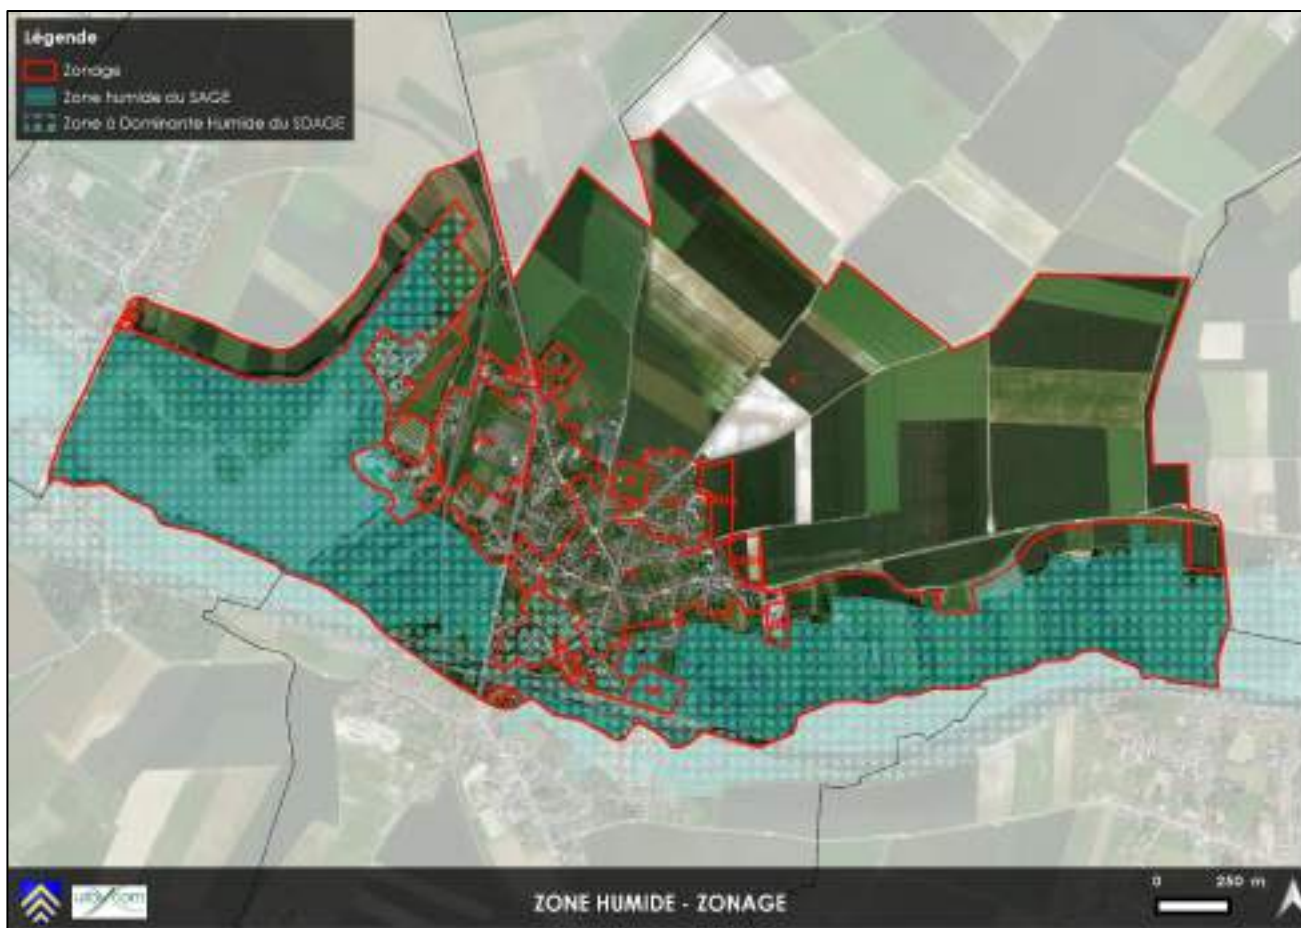 Légende
Zonage
Zone humide du SAGE
Zone à Dominante Humide du SDAGE
ZONE HUMIDE - ZONAGE
0 250 m